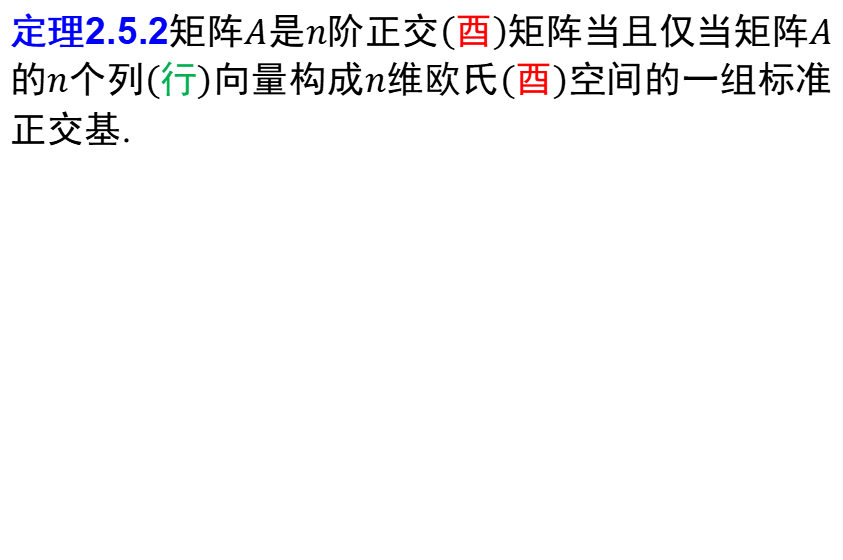 定理2.5.2矩阵A是n阶正交(酉)矩阵当且仅当矩阵A
的n个列(行)向量构成n维欧氏(酉)空间的一组标准
正交基.